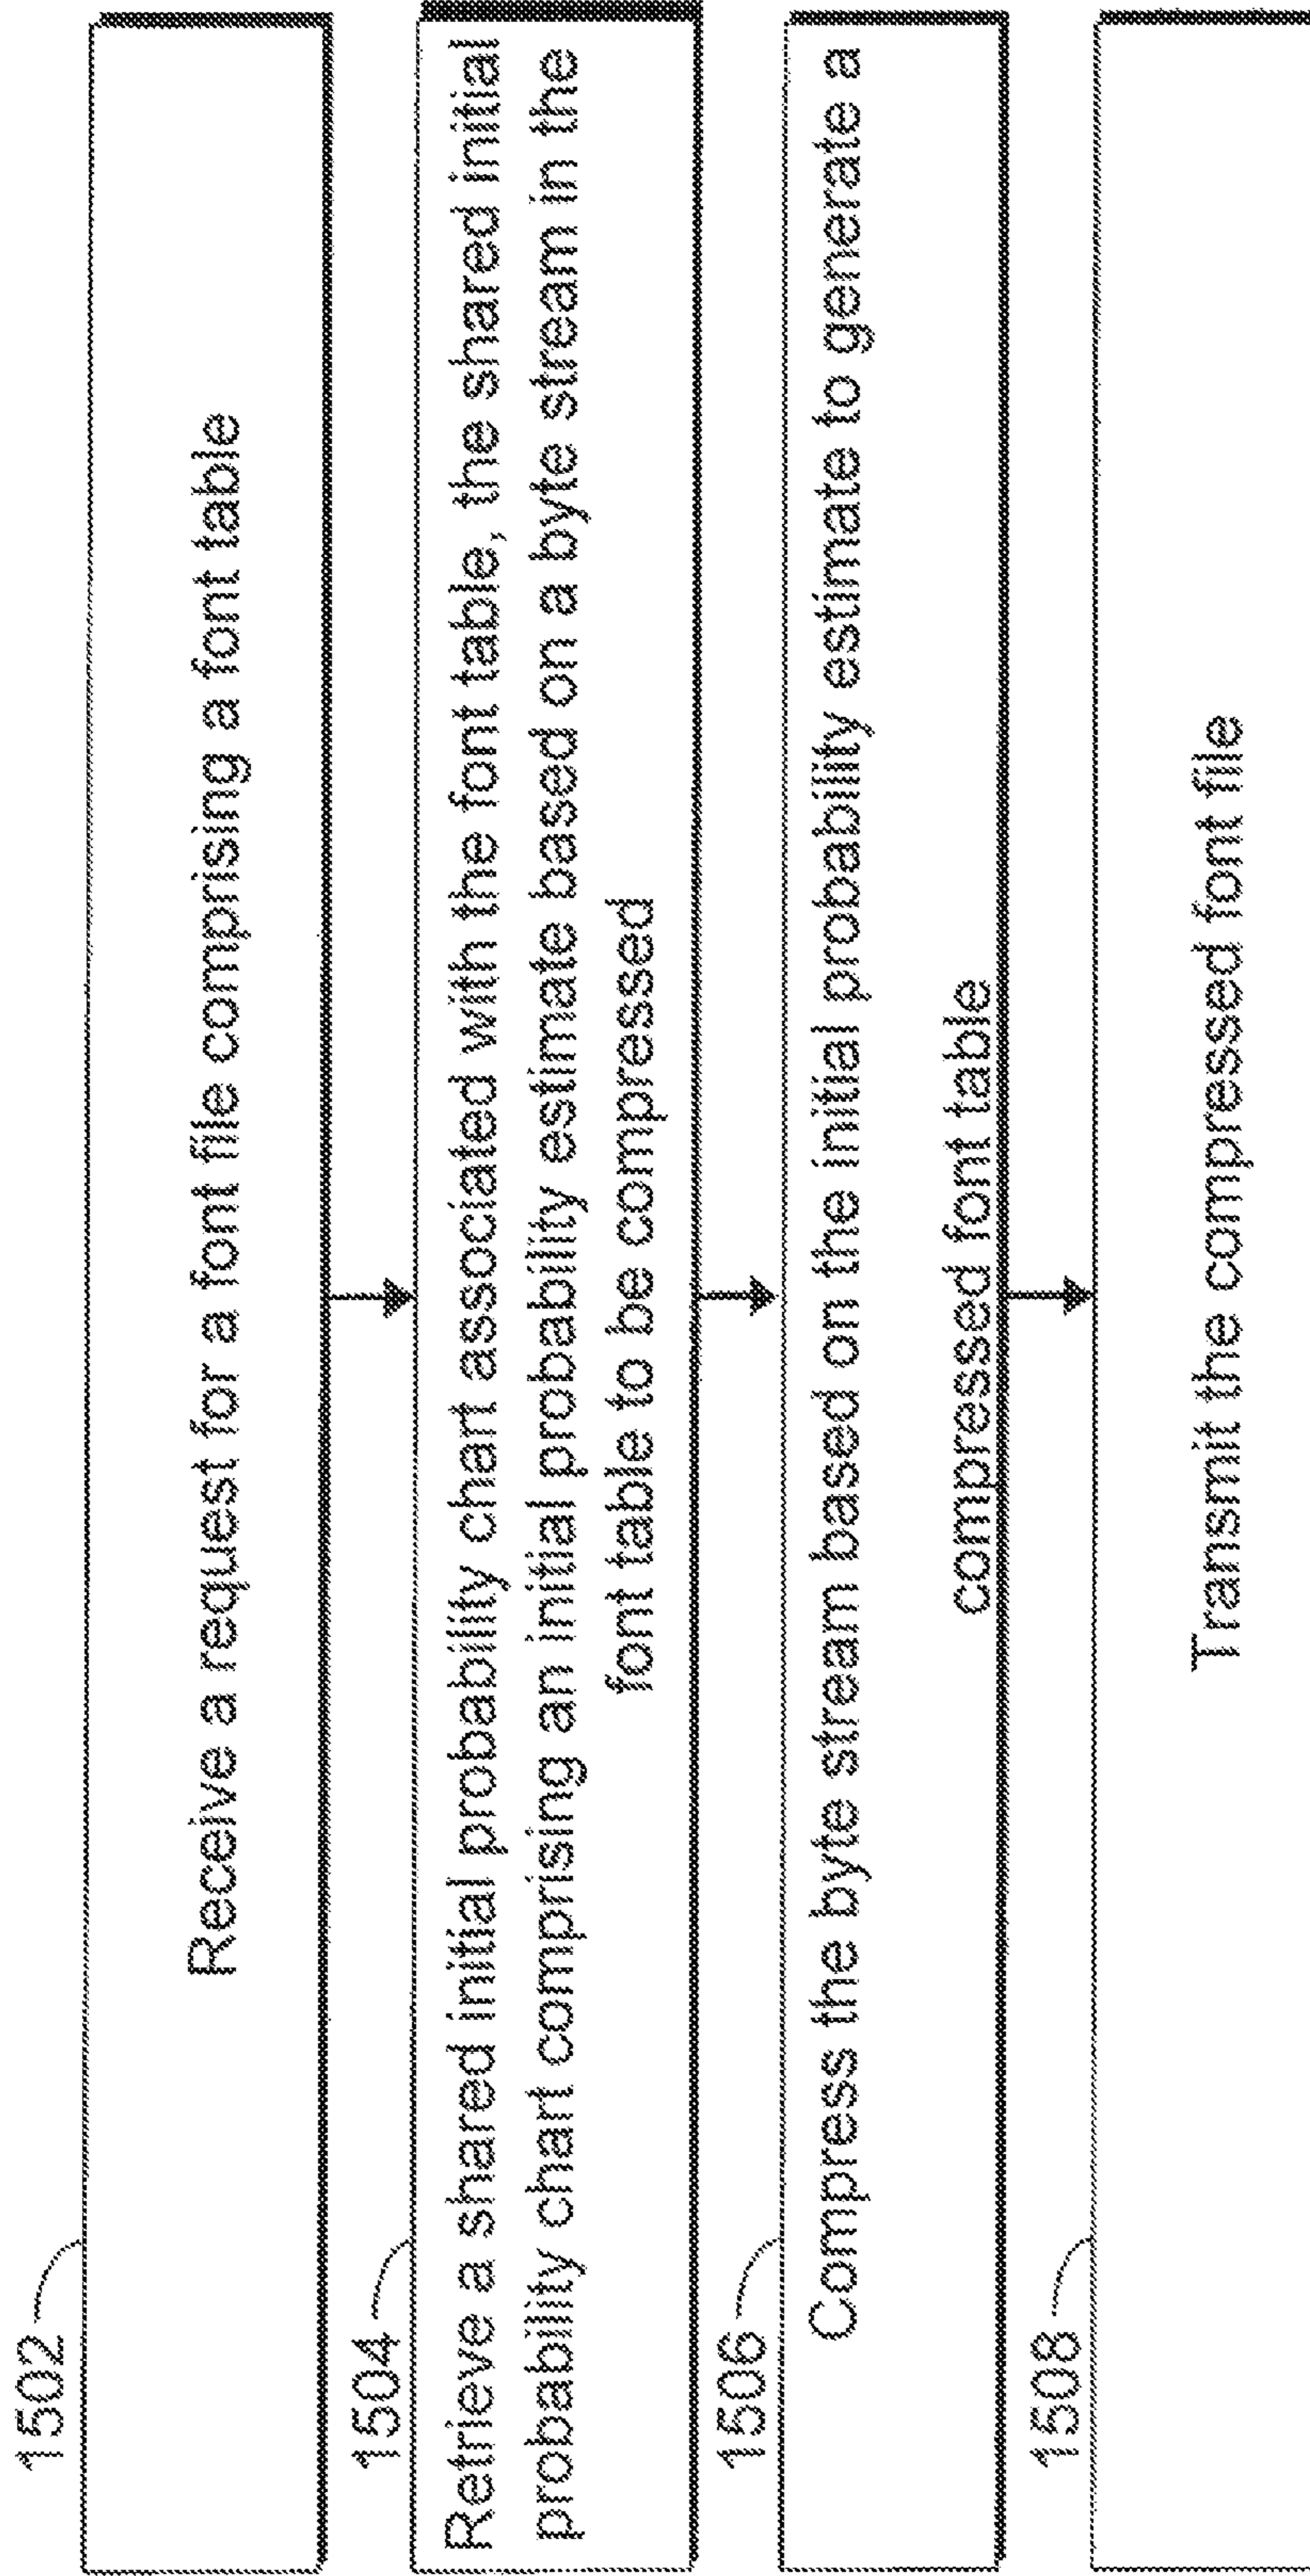 1502
Receive a request for a font file comprising a font table
1504
Retrieve a shared initial probability chart associated with the font table, the shared initial
probability chart comprising an initial probability estimate based on a byte stream in the
font table to be compressed
1506
Compress the byte stream based on the initial probability estimate to generate a
compressed font table
1508
Transmit the compressed font file